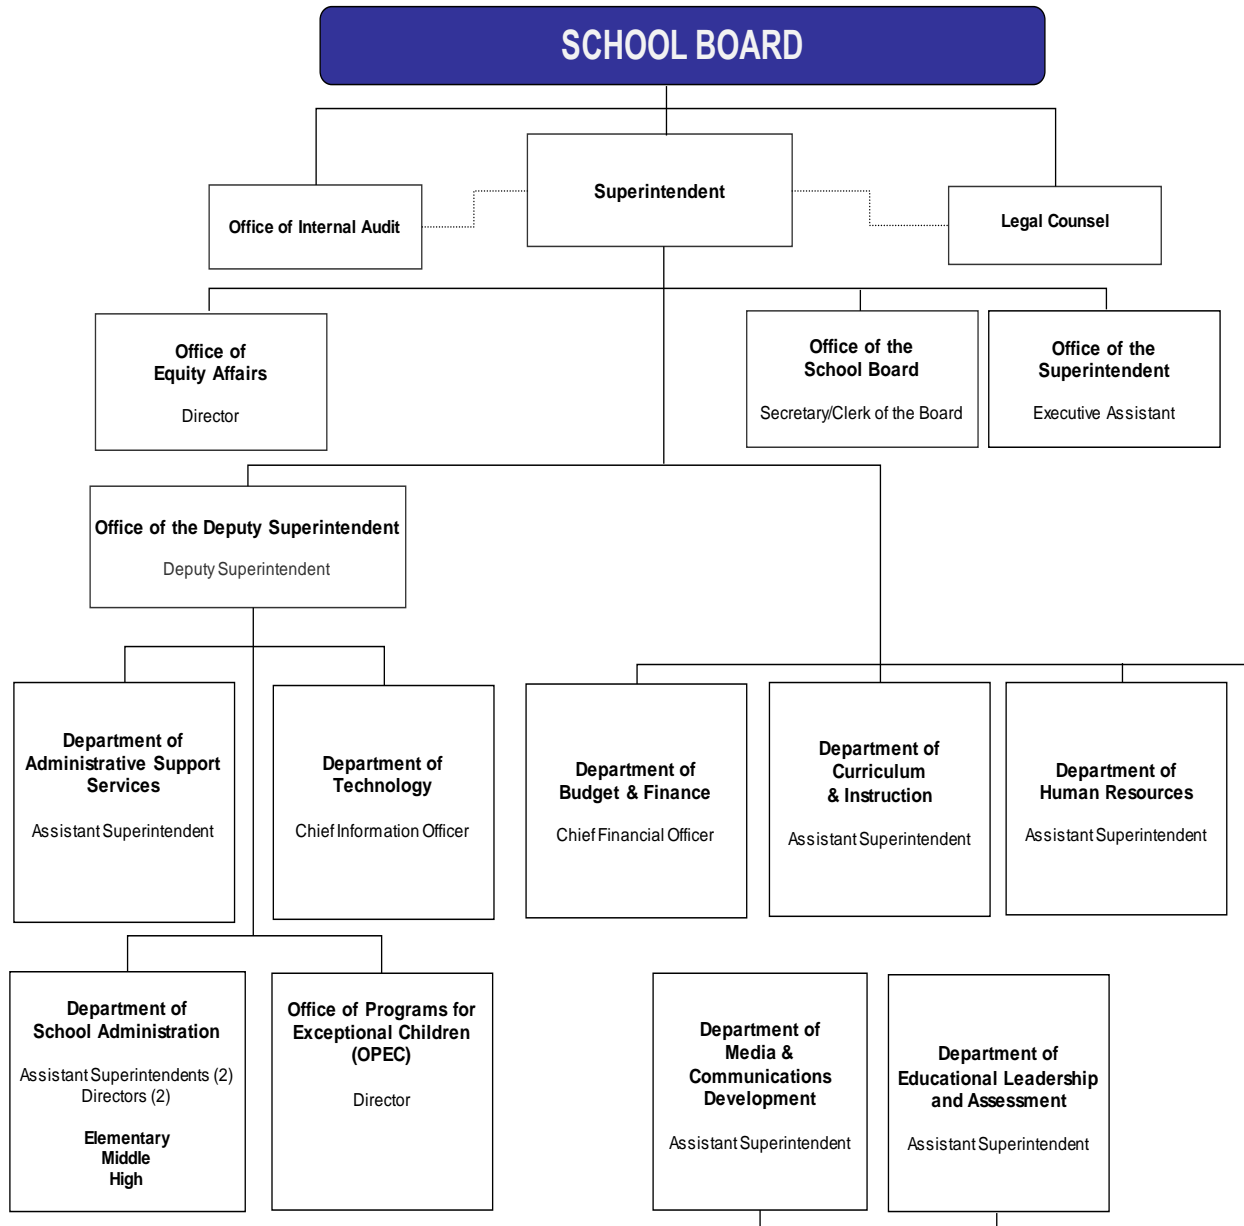 SCHOOL BOARD
Superintendent
Office of Internal Audit
Legal Counsel
Office of
Equity Affairs
Director
Office of the
School Board
Secretary/Clerk of the Board
Office of the
Superintendent
Executive Assistant
Office of the Deputy Superintendent
Deputy Superintendent
Department of
Administrative Support
Services
Assistant Superintendent
Department of
Technology
Chief Information Officer
Department of
Budget & Finance
Chief Financial Officer
Department of
Curriculum
& Instruction
Assistant Superintendent
Department of
Human Resources
Assistant Superintendent
Department of
School Administration
Assistant Superintendents (2)
Directors (2)
Elementary
Middle
High
Office of Programs for
Exceptional Children
(OPEC)
Director
Department of
Media &
Communications
Development
Assistant Superintendent
Department of
Educational Leadership
and Assessment
Assistant Superintendent